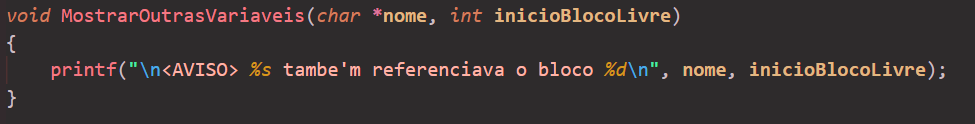 void MostrarOutrasVariaveis(char *nome, int inicioBlocoLivre)
{
    printf("\n<AVISO> %s tambe'm referenciava o bloco %d\n", nome, inicioBlocoLivre);
}